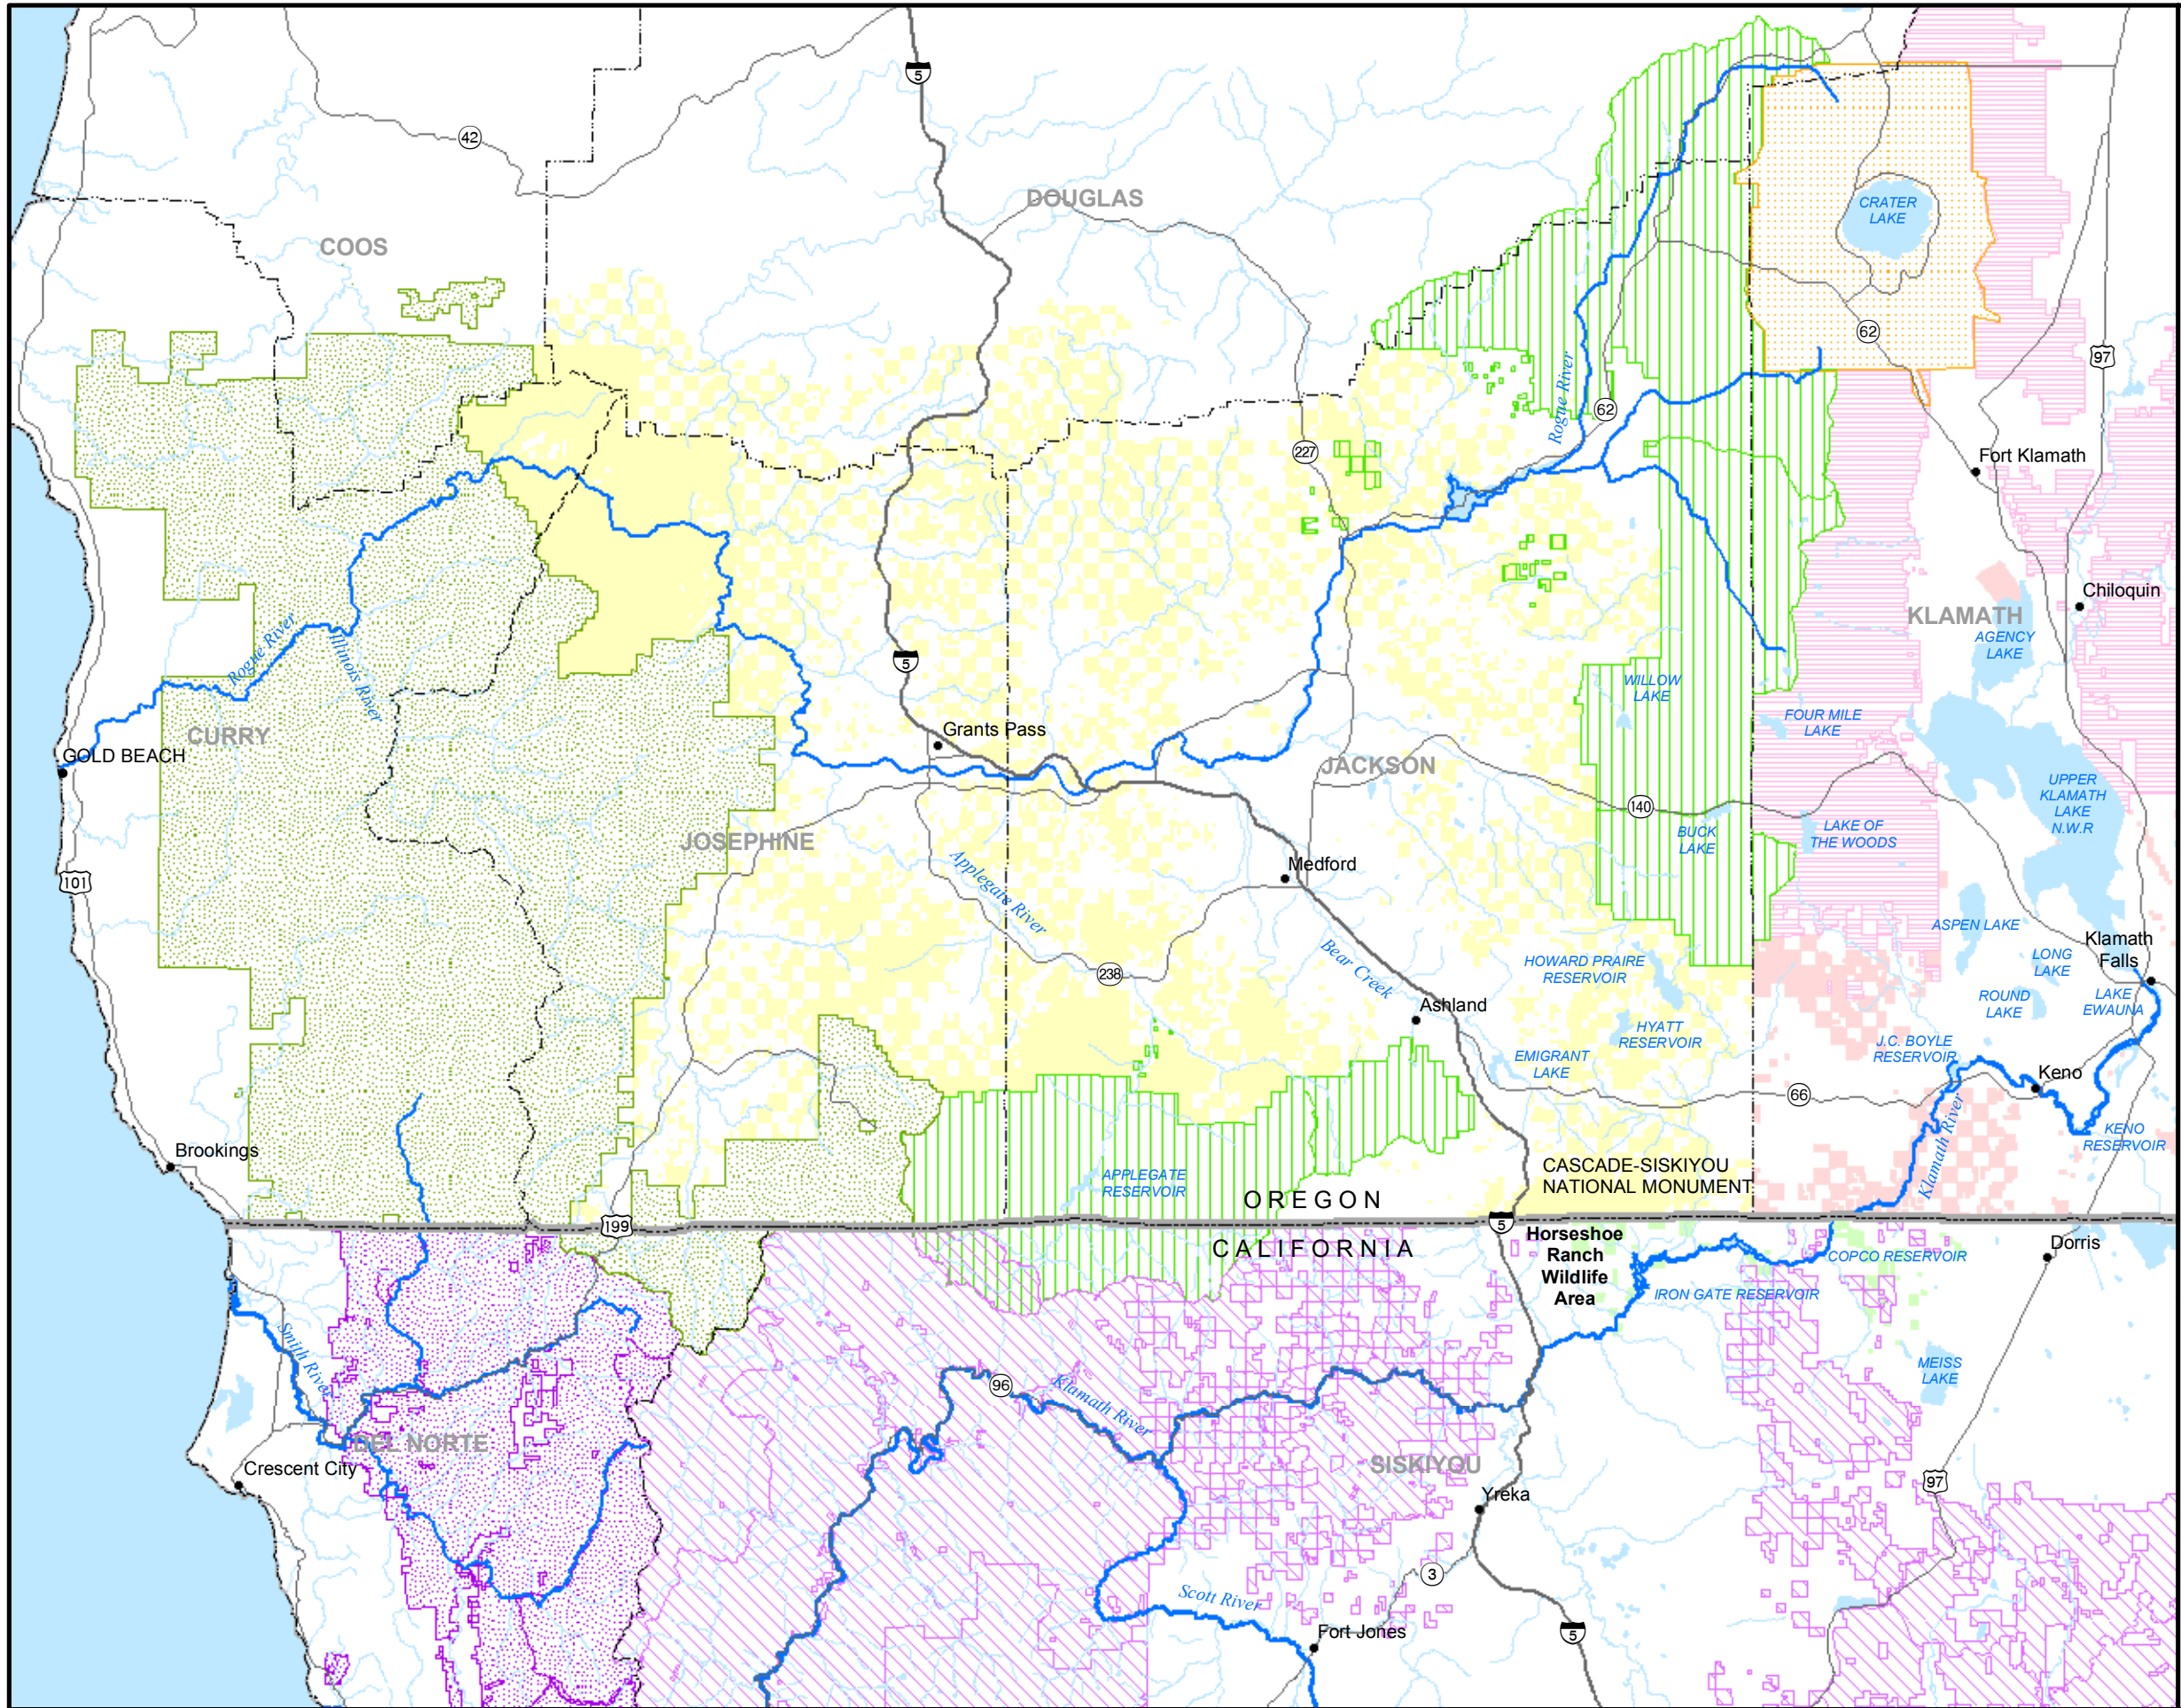 5
42
DOUGLAS
COOS
CRATER
LAKE
62
97
Rogue River
62
227
Fort Klamath
Chiloquin
KLAMATH
AGENCY
LAKE
Rogue River
Illinois River
5
WILLOW
LAKE
FOUR MILE
LAKE
CURRY
Grants Pass
GOLD BEACH
JACKSON
UPPER
KLAMATH
LAKE
N.W.R
140
JOSEPHINE
BUCK
LAKE
LAKE OF
THE WOODS
101
Applegate River
Medford
ASPEN LAKE
Klamath
Falls
238
Bear Creek
HOWARD PRAIRE
RESERVOIR
LONG
LAKE
ROUND
LAKE
LAKE
EWAUNA
Ashland
HYATT
RESERVOIR
EMIGRANT
LAKE
J.C. BOYLE
RESERVOIR
Keno
66
Klamath River
KENO
RESERVOIR
Brookings
APPLEGATE
RESERVOIR
CASCADE-SISKIYOU
NATIONAL MONUMENT
OREGON
199
5
CALIFORNIA
Horseshoe
Ranch
Wildlife
Area
COPCO RESERVOIR
Dorris
IRON GATE RESERVOIR
Smith River
96
Klamath River
MEISS
LAKE
DEL NORTE
SISKIYOU
Crescent City
97
Yreka
3
Scott River
Fort Jones
5